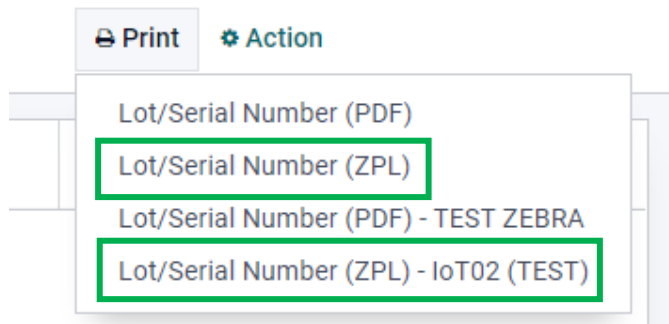 Print Action
Lot/Serial Number (PDF)
Lot/Serial Number (ZPL)
Lot/Serial Number (PDF) - TEST ZEBRA
Lot/Serial Number (ZPL) - IoT02 (TEST)